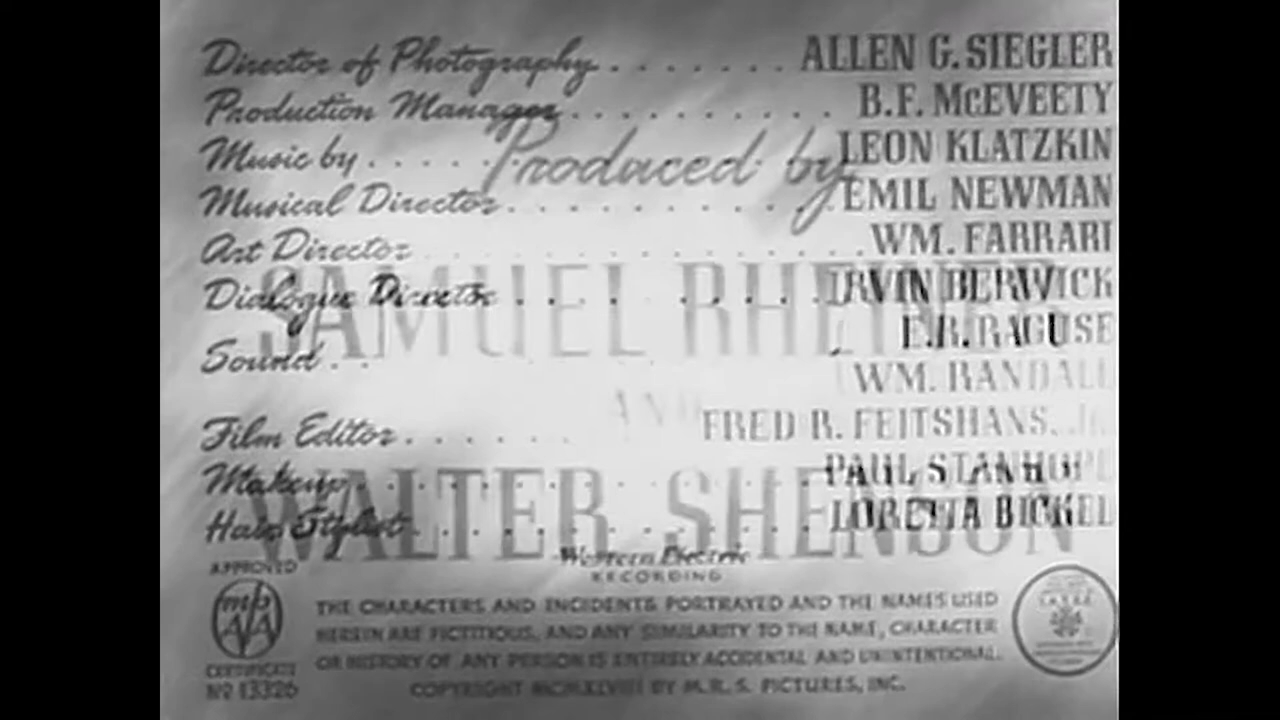 Director of Photography . . . . . . . ALLEN G. SIEGLER
Production Manager . . . . . . . . . . B.F. McEVEETY
Music by . . . . . LEON KLATZKIN
Produced by
Musical Director . . . . . . . . . . EMIL NEWMAN
Art Director . . . . . . . . . . . . WM. FARRARI
Dialogue Director . . . . . . . . IRVIN BERWICK
SAMUEL RHEINER
E.R. RAGUSE
Sound . . . . WM. RANDALL
AND
Film Editor . . . . . . FRED R. FEITSHANS, JR.
Makeup . . . . . . . . . PAUL STANHOPE
WALTER SHENSON
Hair Stylist . . . . . . . . . LORETTA BICKEL
Western Electric
RECORDING
APPROVED
MPAA
CERTIFICATE
No 13326
THE CHARACTERS AND INCIDENTS PORTRAYED AND THE NAMES USED
HEREIN ARE FICTITIOUS, AND ANY SIMILARITY TO THE NAME, CHARACTER
OR HISTORY OF ANY PERSON IS ENTIRELY ACCIDENTAL AND UNINTENTIONAL.
COPYRIGHT MCMXLVIII BY M.R.S. PICTURES, INC.
I.A.T.S.E.